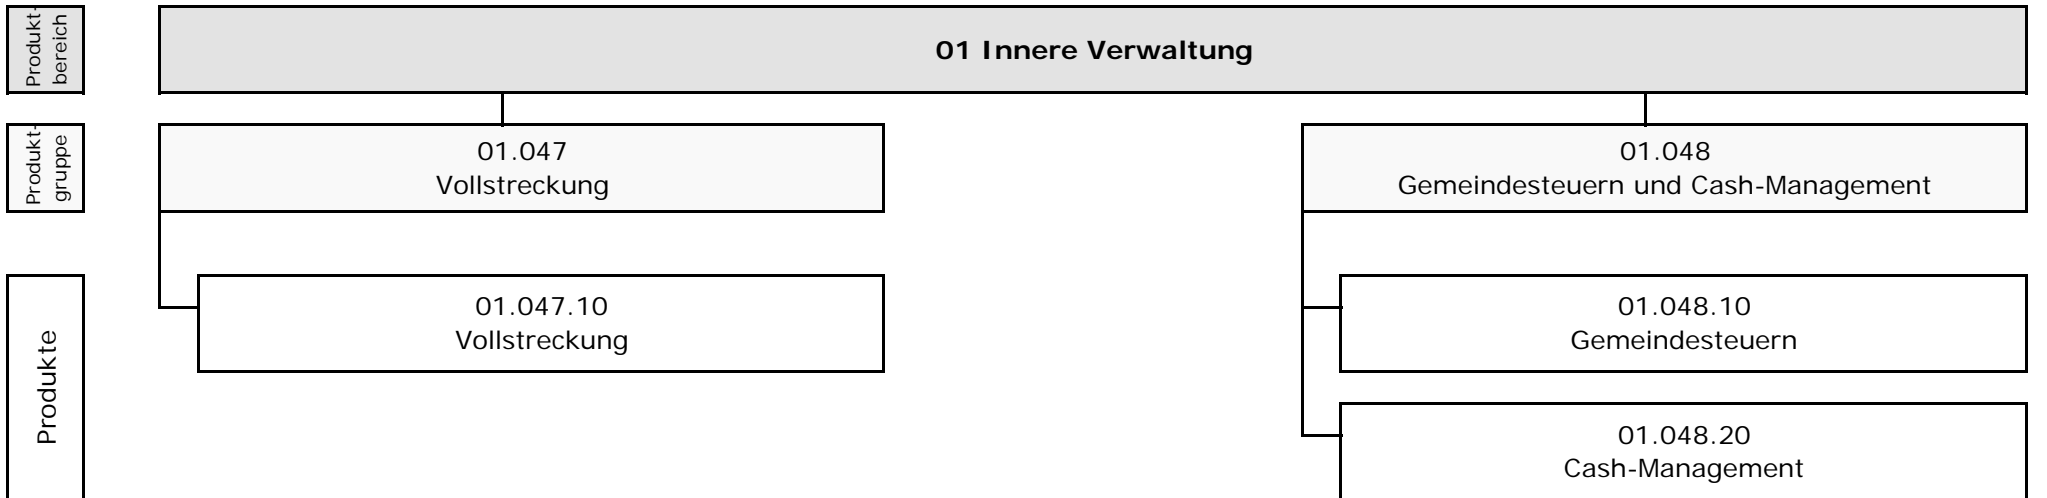 Produkt-
bereich
01 Innere Verwaltung
Produkt-
gruppe
01.047
Vollstreckung
01.048
Gemeindesteuern und Cash-Management
Produkte
01.047.10
Vollstreckung
01.048.10
Gemeindesteuern
01.048.20
Cash-Management